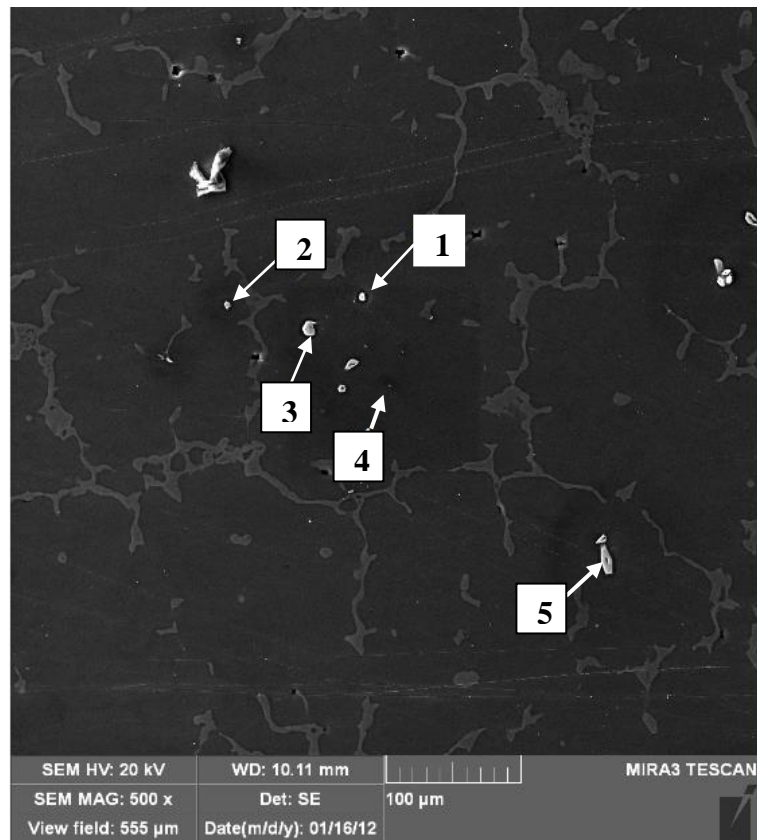 1
2
3
4
5
SEM HV: 20 kV
WD: 10.11 mm
MIRA3 TESCAN
SEM MAG: 500 x
Det: SE
100 µm
View field: 555 µm
Date(m/d/y): 01/16/12